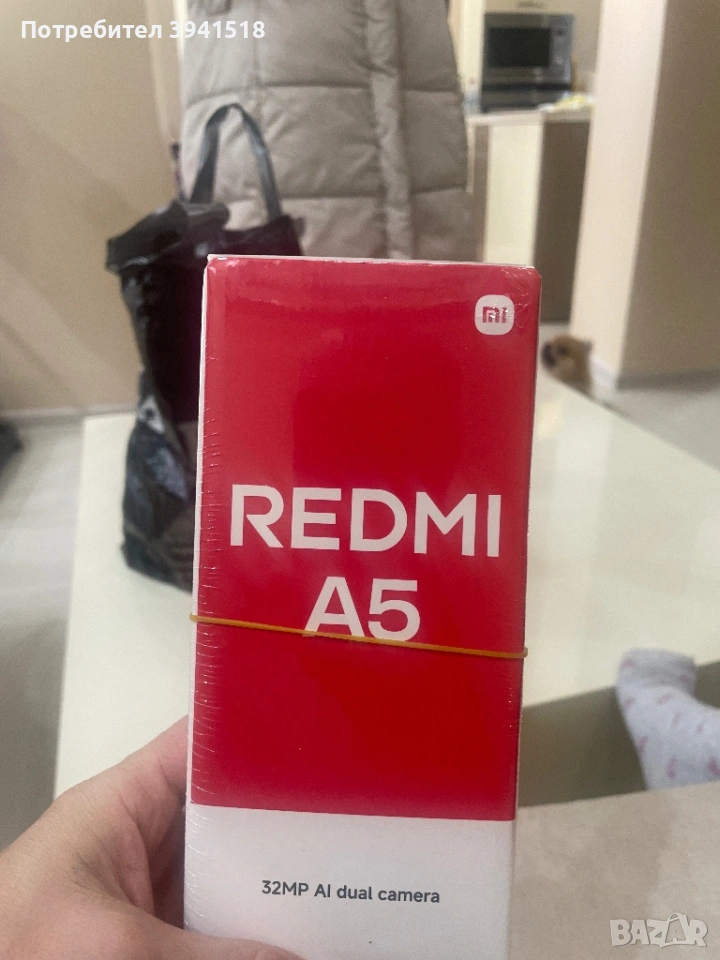 Потребител 3941518
mi
REDMI
A5
32MP AI dual camera
BAZAR